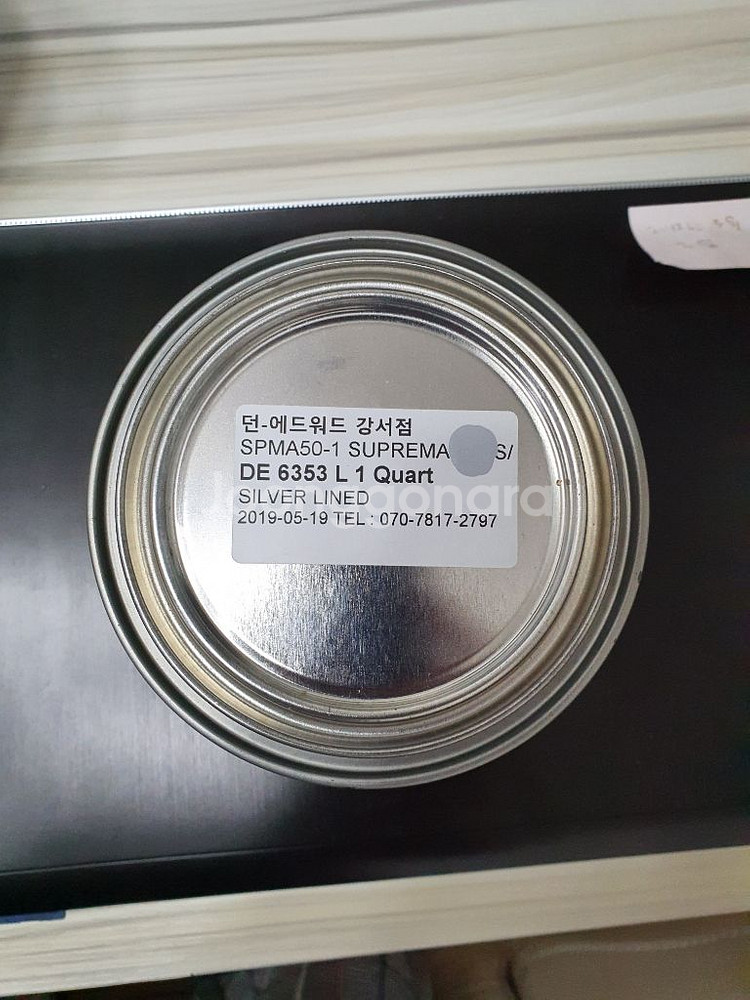 던-에드워드 강서점
SPMA50-1 SUPREMA S/
DE 6353 L 1 Quart
SILVER LINED
2019-05-19 TEL : 070-7817-2797